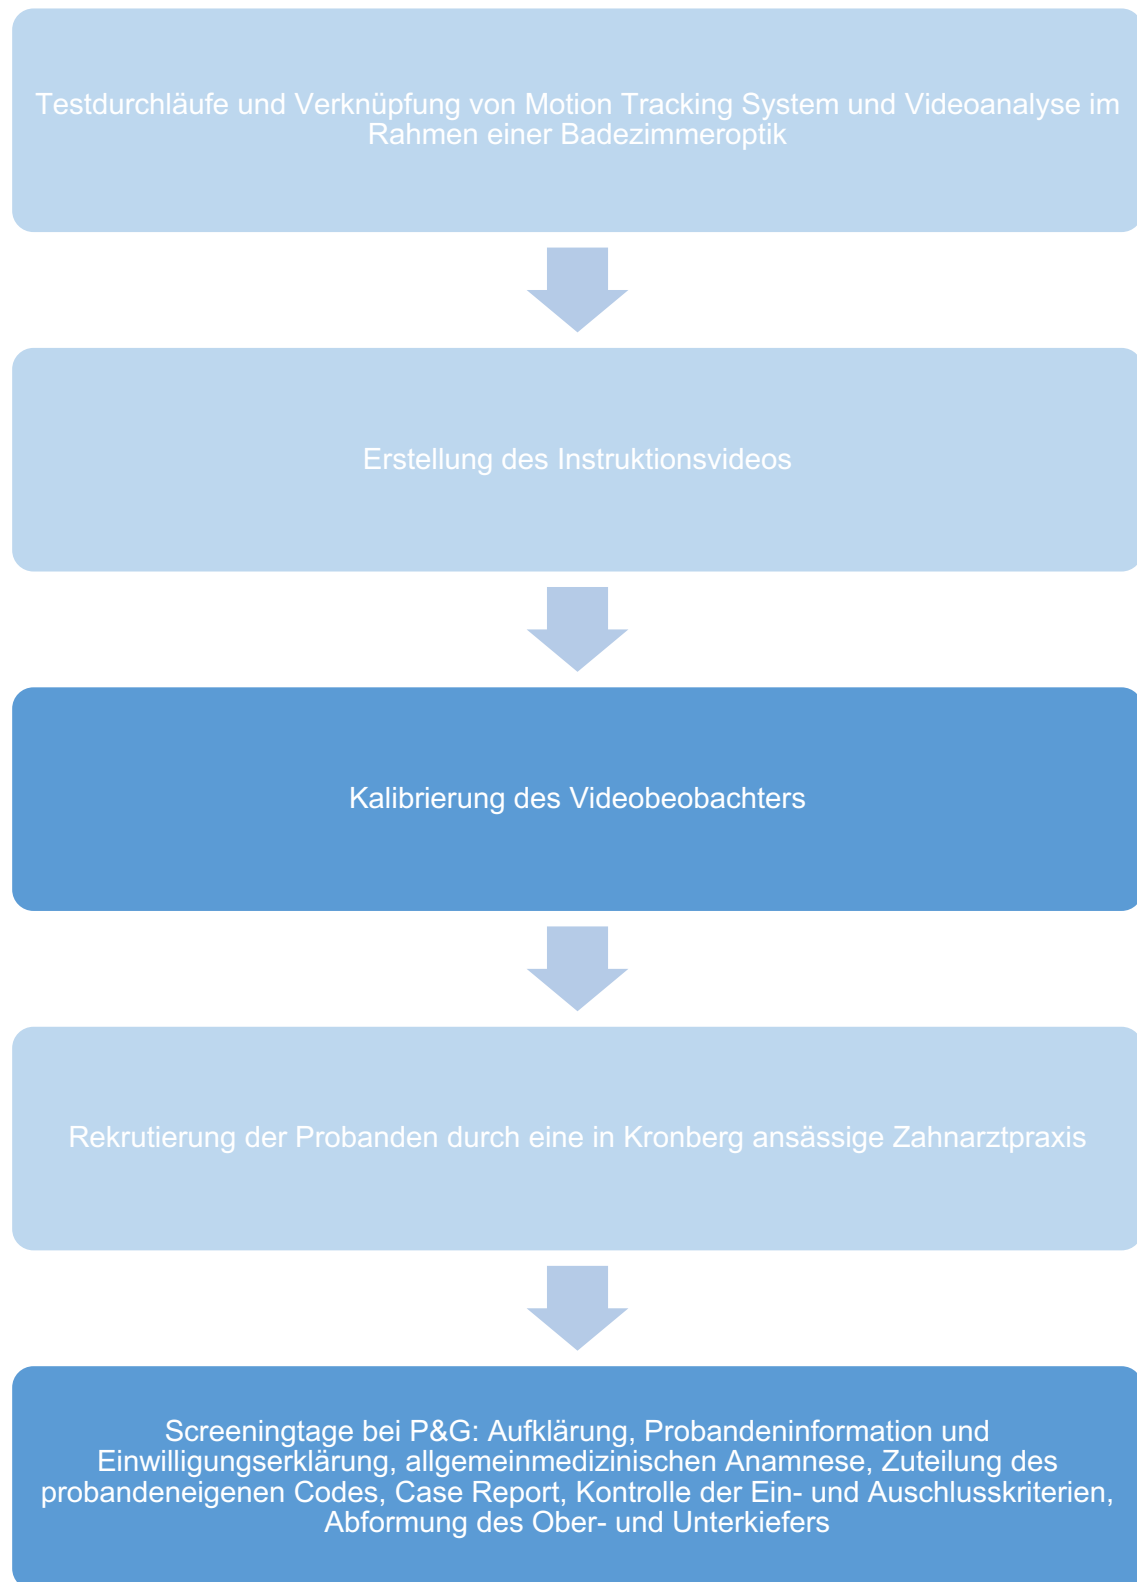 Testdurchläufe und Verknüpfung von Motion Tracking System und Videoanalyse im
Rahmen einer Badezimmeroptik
Erstellung des Instruktionsvideos
Kalibrierung des Videobeobachters
Rekrutierung der Probanden durch eine in Kronberg ansässige Zahnarztpraxis
Screeningtage bei P&G: Aufklärung, Probandeninformation und
Einwilligungserklärung, allgemeinmedizinischen Anamnese, Zuteilung des
probandeneigenen Codes, Case Report, Kontrolle der Ein- und Auschlusskriterien,
Abformung des Ober- und Unterkiefers